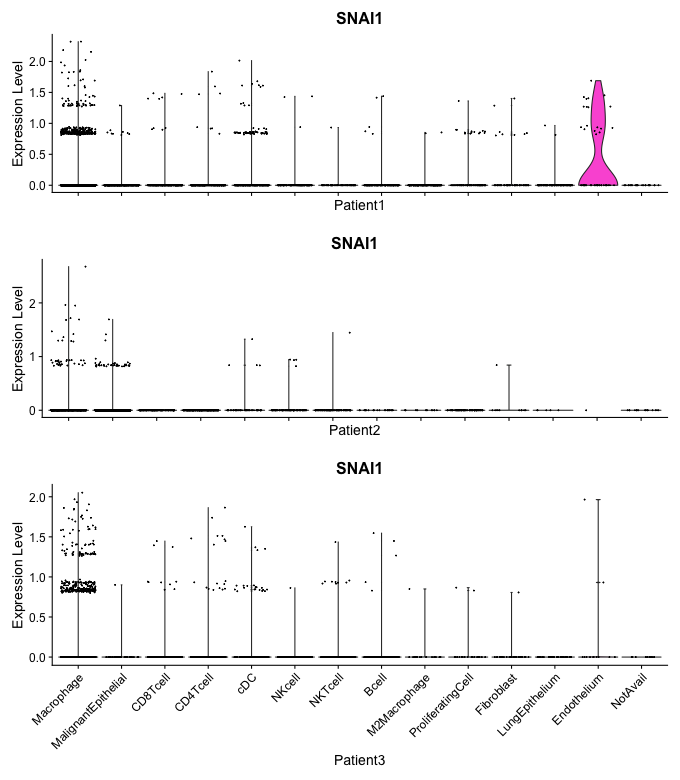 SNAI1
Expression Level
2.0
1.5
1.0
0.5
0.0
Patient1
SNAI1
Expression Level
2
1
0
Patient2
SNAI1
Expression Level
2.0
1.5
1.0
0.5
0.0
Macrophage
MalignantEpithelial
CD8Tcell
CD4Tcell
cDC
NKcell
NKTcell
Bcell
M2Macrophage
ProliferatingCell
Fibroblast
LungEpithelium
Endothelium
NotAvail
Patient3